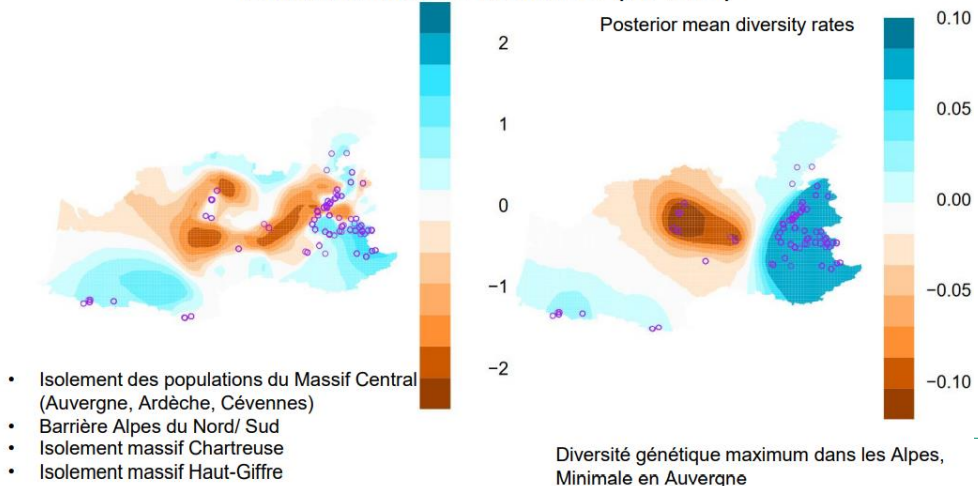 Posterior mean diversity rates
2
1
0
−1
−2
0.10
0.05
0.00
−0.05
−0.10
• Isolement des populations du Massif Central
(Auvergne, Ardèche, Cévennes)
• Barrière Alpes du Nord/ Sud
• Isolement massif Chartreuse
• Isolement massif Haut-Giffre
Diversité génétique maximum dans les Alpes,
Minimale en Auvergne